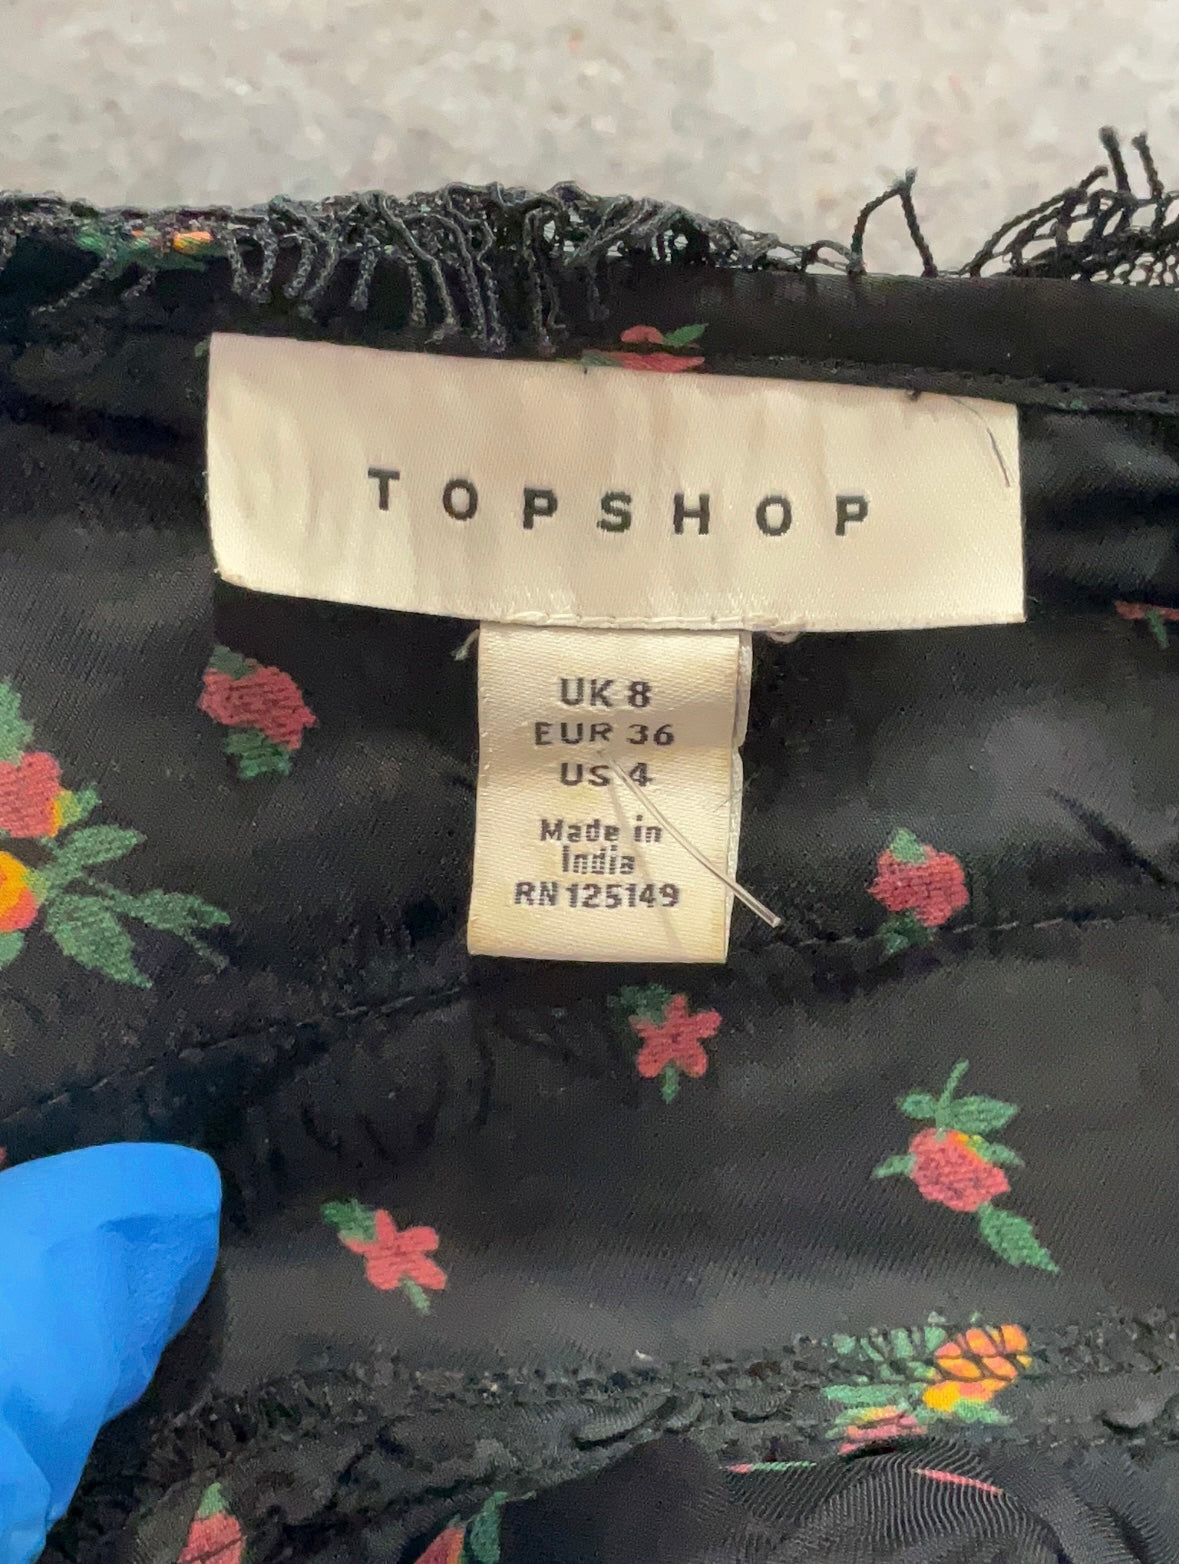 TOPSHOP
UK 8
EUR 36
US 4
Made in
India
RN 125149